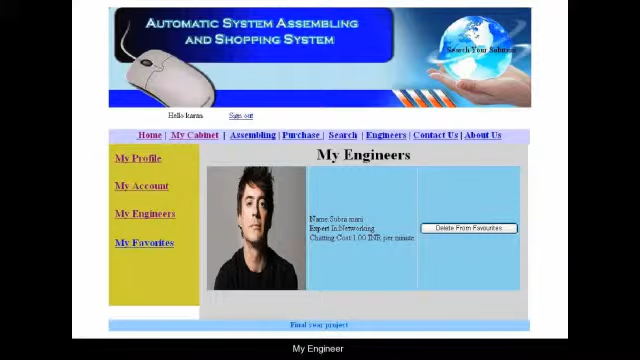 AUTOMATIC SYSTEM ASSEMBLING
AND SHOPPING SYSTEM
Search Your Solution
Hello karan Sign out
Home | My Cabinet | Assembling | Purchase | Search | Engineers | Contact Us | About Us
My Profile
My Account
My Engineers
My Favorites
My Engineers
Name:Subra mani
Expert In:Networking
Chatting Cost:1.00 INR per minute
Delete From Favourites
Final year project
My Engineer